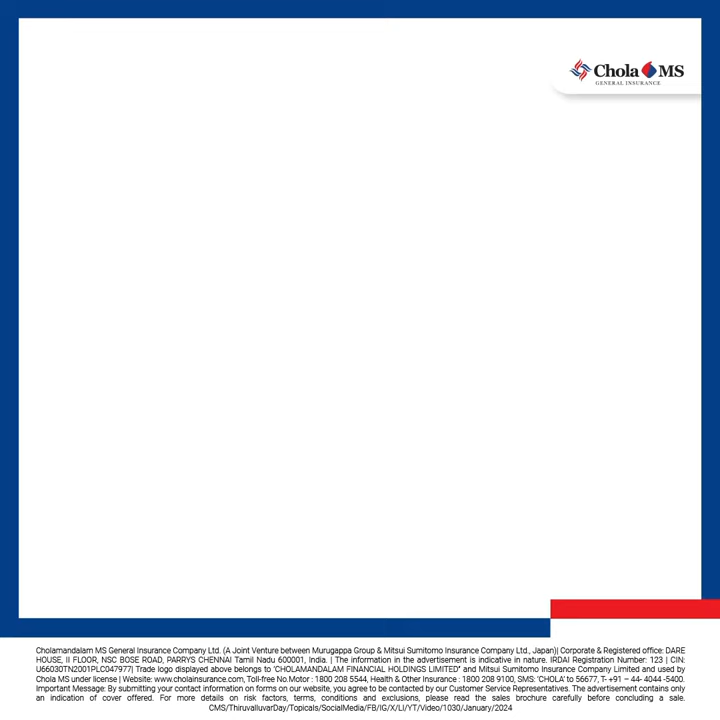 Chola MS
GENERAL INSURANCE
Cholamandalam MS General Insurance Company Ltd. (A Joint Venture between Murugappa Group & Mitsui Sumitomo Insurance Company Ltd., Japan)| Corporate & Registered office: DARE
HOUSE, II FLOOR, NSC BOSE ROAD, PARRYS CHENNAI Tamil Nadu 600001, India. | The information in the advertisement is indicative in nature. IRDAI Registration Number: 123 | CIN:
U66030TN2001PLC047977| Trade logo displayed above belongs to 'CHOLAMANDALAM FINANCIAL HOLDINGS LIMITED" and Mitsui Sumitomo Insurance Company Limited and used by
Chola MS under license | Website: www.cholainsurance.com, Toll-free No.Motor : 1800 208 5544, Health & Other Insurance : 1800 208 9100, SMS: 'CHOLA' to 56677, T- +91 – 44- 4044 -5400.
Important Message: By submitting your contact information on forms on our website, you agree to be contacted by our Customer Service Representatives. The advertisement contains only
an indication of cover offered. For more details on risk factors, terms, conditions and exclusions, please read the sales brochure carefully before concluding a sale.
CMS/ThiruvalluvarDay/Topicals/SocialMedia/FB/IG/X/LI/YT/Video/1030/January/2024